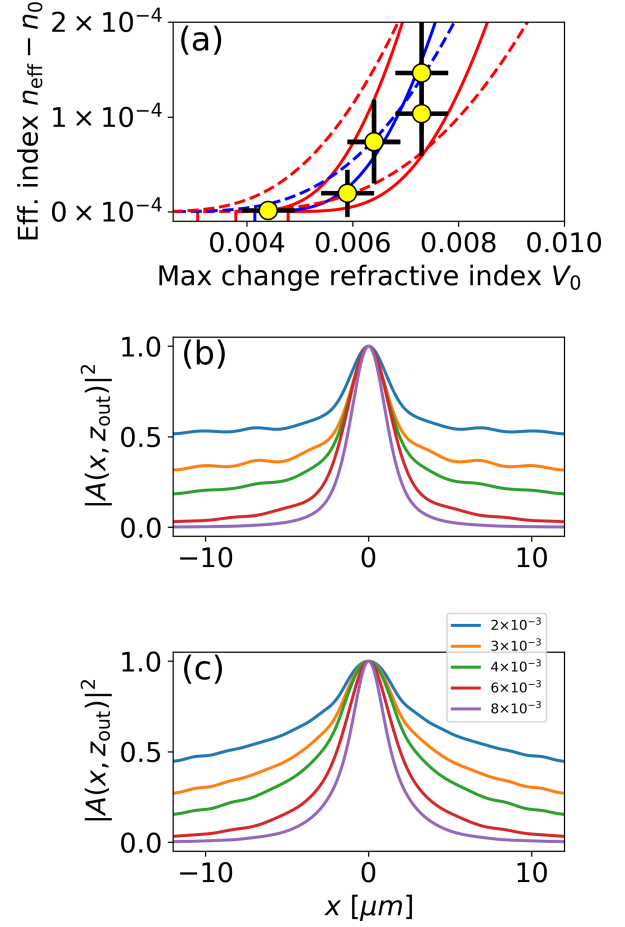 (a)
2 × 10⁻⁴
1 × 10⁻⁴
0 × 10⁻⁴
Eff. index n_eff − n_0
0.004 0.006 0.008 0.010
Max change refractive index V_0
(b)
1.0
0.5
0.0
|A(x, z_out)|²
−10 0 10
(c)
2×10⁻³
3×10⁻³
4×10⁻³
6×10⁻³
8×10⁻³
1.0
0.5
0.0
|A(x, z_out)|²
−10 0 10
x [μm]